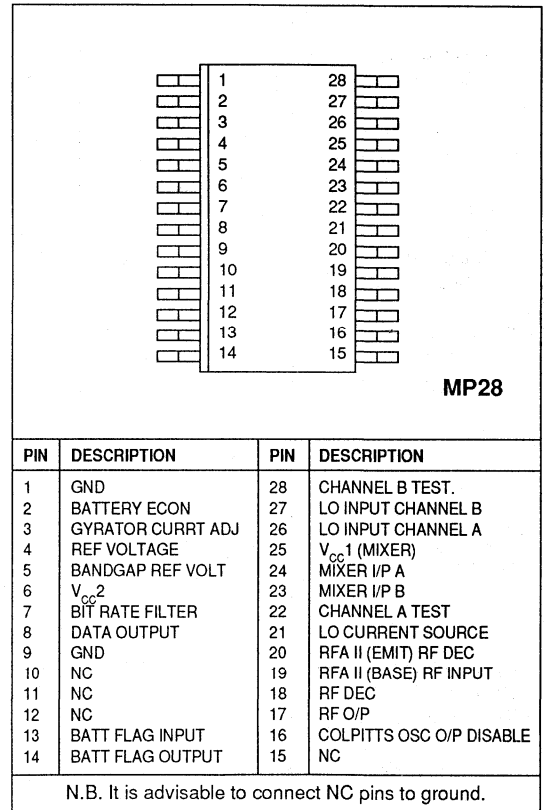 1 28
2 27
3 26
4 25
5 24
6 23
7 22
8 21
9 20
10 19
11 18
12 17
13 16
14 15
MP28
PIN DESCRIPTION PIN DESCRIPTION
1 GND 28 CHANNEL B TEST.
2 BATTERY ECON 27 LO INPUT CHANNEL B
3 GYRATOR CURRT ADJ 26 LO INPUT CHANNEL A
4 REF VOLTAGE 25 VCC1 (MIXER)
5 BANDGAP REF VOLT 24 MIXER I/P A
6 VCC2 23 MIXER I/P B
7 BIT RATE FILTER 22 CHANNEL A TEST
8 DATA OUTPUT 21 LO CURRENT SOURCE
9 GND 20 RFA II (EMIT) RF DEC
10 NC 19 RFA II (BASE) RF INPUT
11 NC 18 RF DEC
12 NC 17 RF O/P
13 BATT FLAG INPUT 16 COLPITTS OSC O/P DISABLE
14 BATT FLAG OUTPUT 15 NC
N.B. It is advisable to connect NC pins to ground.